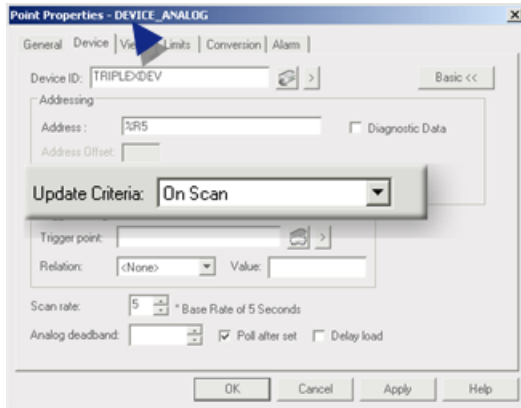 Point Properties - DEVICE_ANALOG
General Device Limits Conversion Alarm
Device ID: TRIPLEXDEV Basic <<
Addressing
Address : %R5 Diagnostic Data
Address Offset:
Update Criteria: On Scan
Trigger point: >
Relation: <None> Value:
Scan rate: 5 * Base Rate of 5 Seconds
Analog deadband: Poll after set Delay load
OK Cancel Apply Help